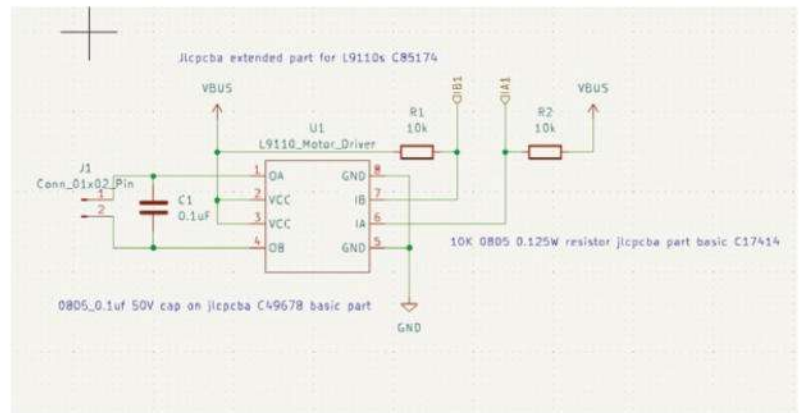 Jlcpcba extended part for L9110s C85174
VBUS
IB1
IA1
VBUS
R1
10k
R2
10k
U1
L9110_Motor_Driver
J1
Conn_01x02_Pin
1
2
C1
0.1uF
1 OA
2 VCC
3 VCC
4 OB
GND 8
IB 7
IA 6
GND 5
10K 0805 0.125W resistor jlcpcba part basic C17414
0805_0.1uf 50V cap on jlcpcba C49678 basic part
GND